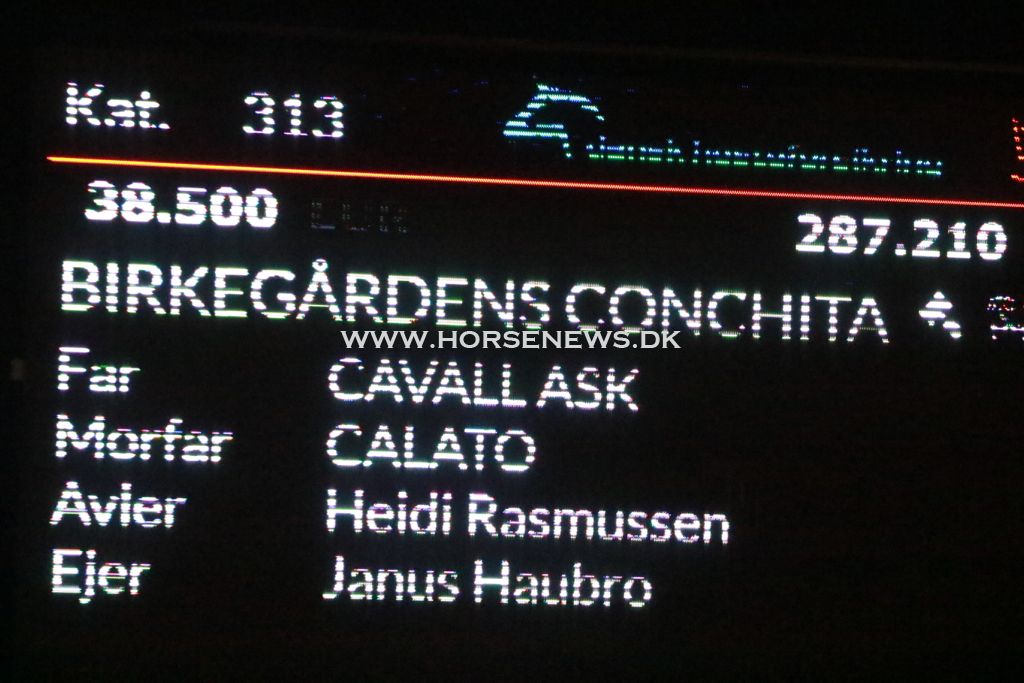 Kat. 313
38.500 EUR 287.210
BIRKEGÅRDENS CONCHITA
WWW.HORSENEWS.DK
Far CAVALL ASK
Morfar CALATO
Avler Heidi Rasmussen
Ejer Janus Haubro